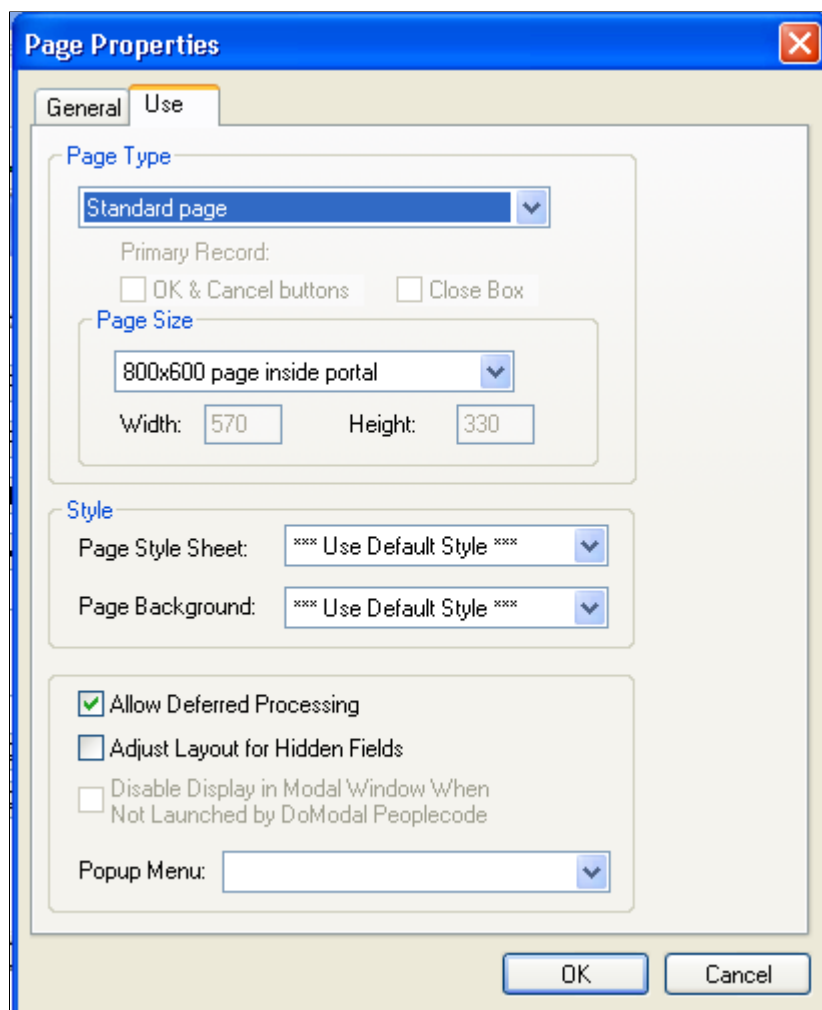 Page Properties
General Use
Page Type
Standard page
Primary Record:
OK & Cancel buttons Close Box
Page Size
800x600 page inside portal
Width: 570 Height: 330
Style
Page Style Sheet: *** Use Default Style ***
Page Background: *** Use Default Style ***
Allow Deferred Processing
Adjust Layout for Hidden Fields
Disable Display in Modal Window When
Not Launched by DoModal Peoplecode
Popup Menu:
OK Cancel